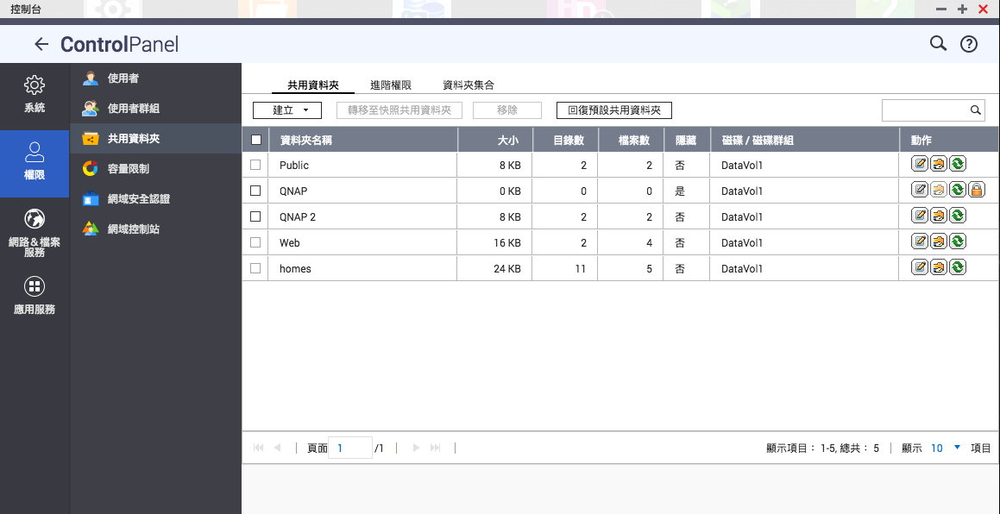 控制台
ControlPanel
系統
權限
網路&檔案
服務
應用服務
使用者
使用者群組
共用資料夾
容量限制
網域安全認證
網域控制站
共用資料夾 進階權限 資料夾集合
建立 轉移至快照共用資料夾 移除 回復預設共用資料夾
資料夾名稱 大小 目錄數 檔案數 隱藏 磁碟 / 磁碟群組 動作
Public 8 KB 2 2 否 DataVol1
QNAP 0 KB 0 0 是 DataVol1
QNAP 2 8 KB 2 2 否 DataVol1
Web 16 KB 2 4 否 DataVol1
homes 24 KB 11 5 否 DataVol1
頁面 1 /1 顯示項目： 1-5, 總共： 5 顯示 10 項目